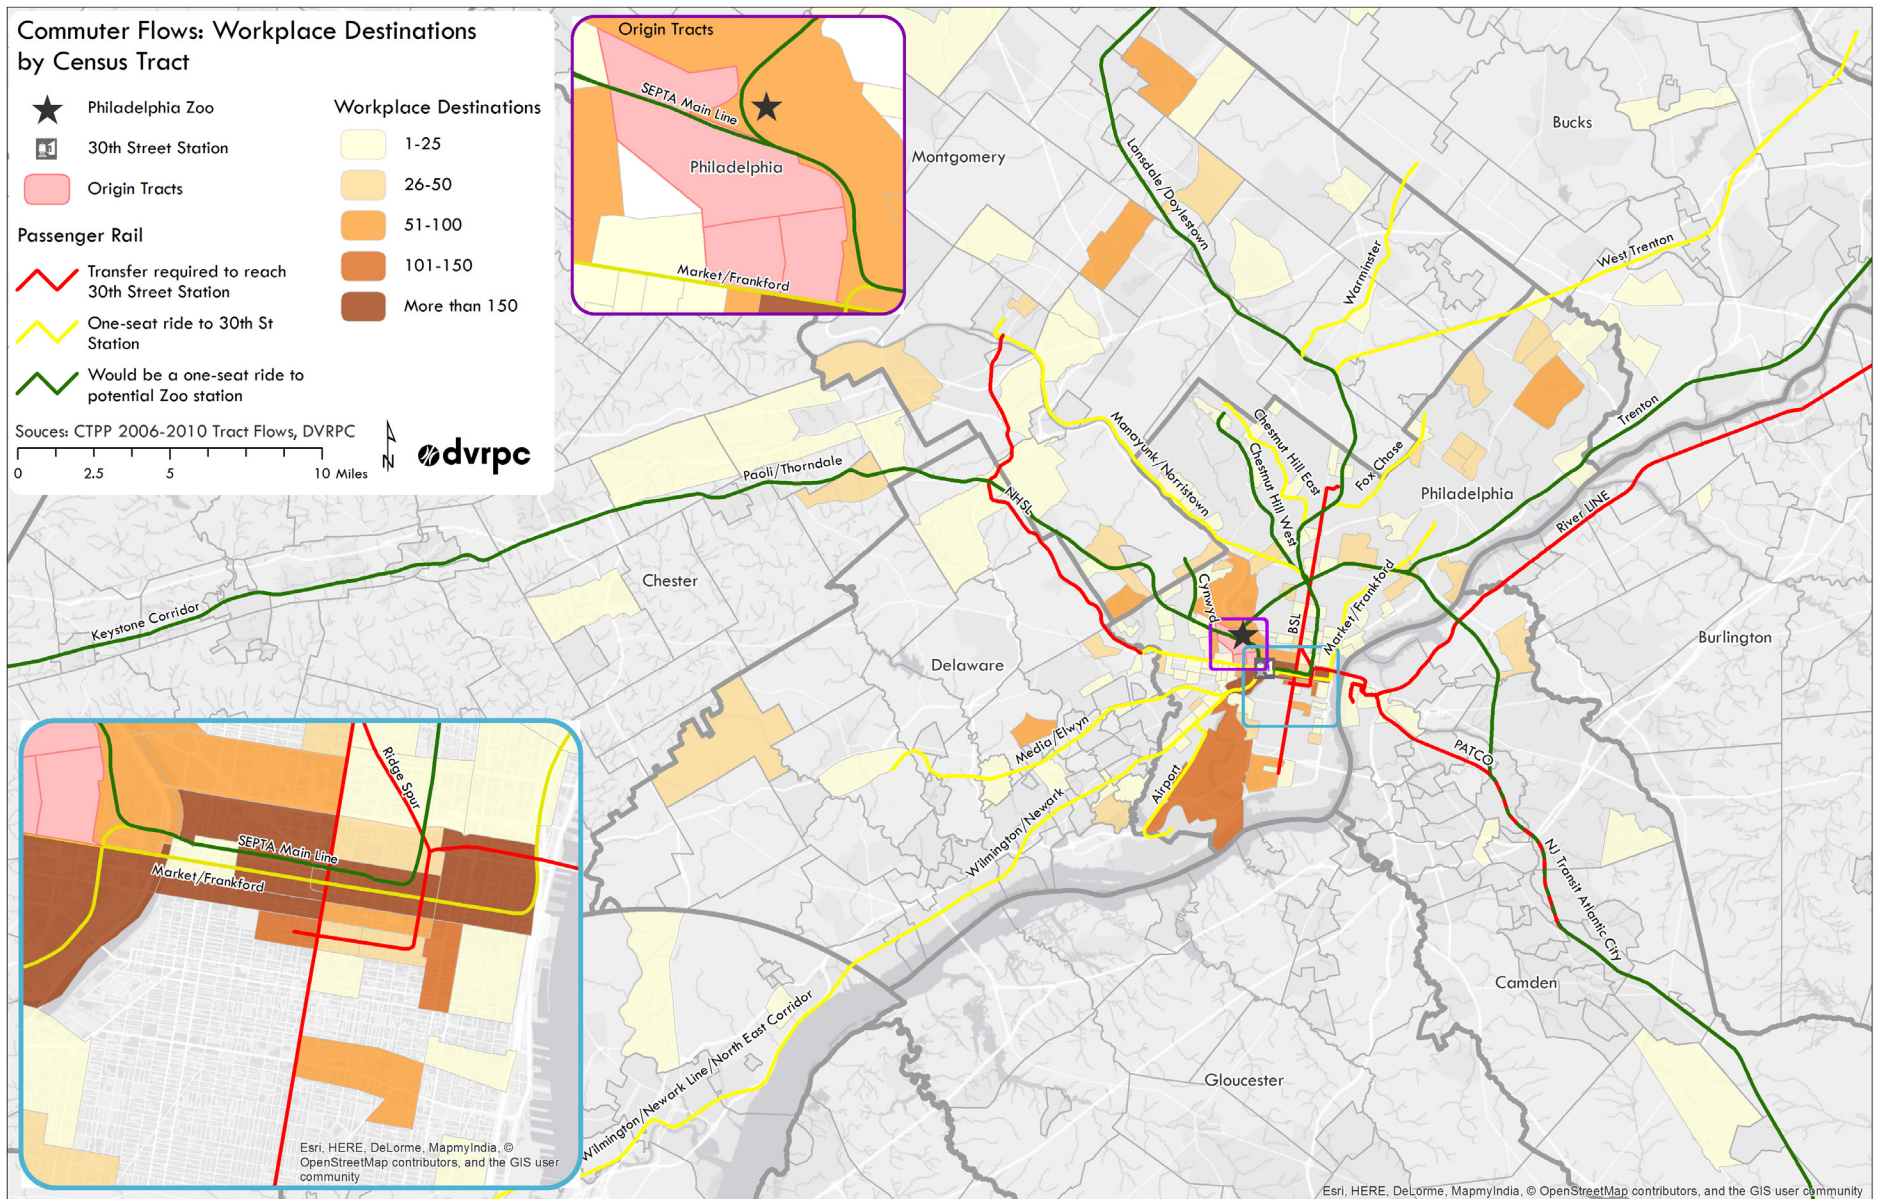 Commuter Flows: Workplace Destinations
by Census Tract
Philadelphia Zoo
30th Street Station
Origin Tracts
Passenger Rail
Transfer required to reach
30th Street Station
One-seat ride to 30th St
Station
Would be a one-seat ride to
potential Zoo station
Workplace Destinations
1-25
26-50
51-100
101-150
More than 150
Souces: CTPP 2006-2010 Tract Flows, DVRPC
0 2.5 5 10 Miles
N
dvrpc
Origin Tracts
SEPTA Main Line
Philadelphia
Market/Frankford
Montgomery
Bucks
Lansdale/Doylestown
Warminster
West Trenton
Trenton
River LINE
Philadelphia
Fox Chase
Chestnut Hill East
Chestnut Hill West
Manayunk/Norristown
NHSL
Paoli/Thorndale
Keystone Corridor
Chester
Cynwyd
BSL
Market/Frankford
Burlington
Delaware
Media/Elwyn
Airport
Wilmington/Newark
PATCO
NJ Transit Atlantic City
Camden
Gloucester
Wilmington/Newark Line/North East Corridor
Ridge Spur
SEPTA Main Line
Market/Frankford
Esri, HERE, DeLorme, MapmyIndia, ©
OpenStreetMap contributors, and the GIS user
community
Esri, HERE, DeLorme, MapmyIndia, © OpenStreetMap contributors, and the GIS user community